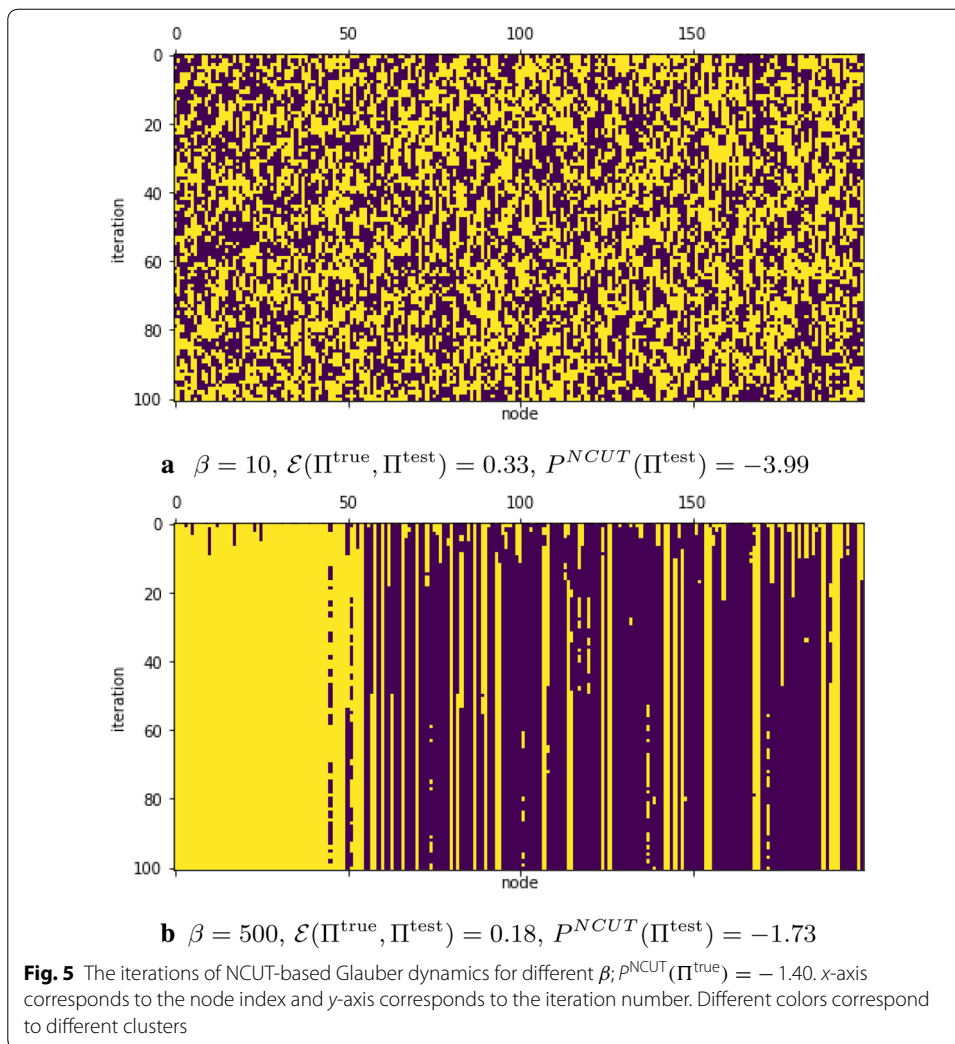 0 50 100 150
0
20
40
60
80
100
iteration
node
a β = 10, ℰ(Π^true, Π^test) = 0.33, P^NCUT(Π^test) = −3.99
0 50 100 150
0
20
40
60
80
100
iteration
node
b β = 500, ℰ(Π^true, Π^test) = 0.18, P^NCUT(Π^test) = −1.73
Fig. 5 The iterations of NCUT-based Glauber dynamics for different β; P^NCUT(Π^true) = − 1.40. x-axis
corresponds to the node index and y-axis corresponds to the iteration number. Different colors correspond
to different clusters